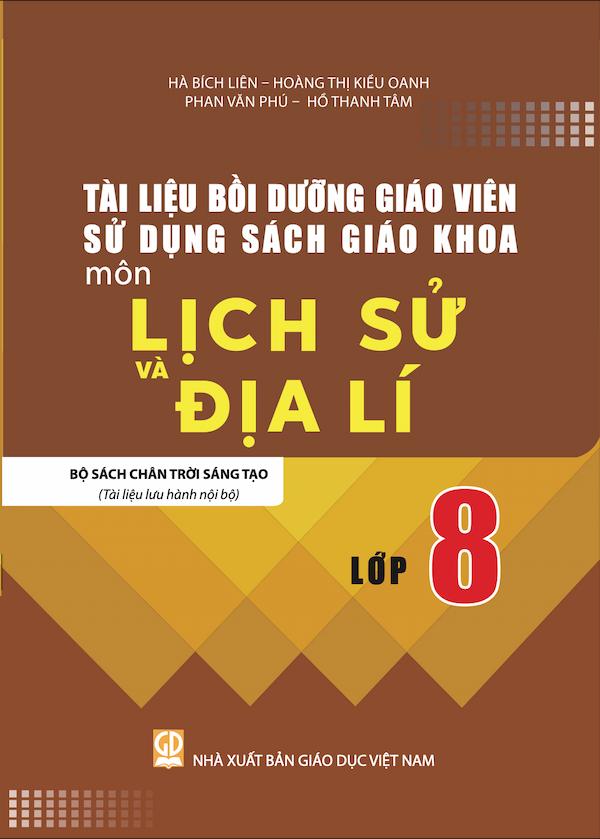 HÀ BÍCH LIÊN – HOÀNG THỊ KIỀU OANH
PHAN VĂN PHÚ – HỒ THANH TÂM
TÀI LIỆU BỒI DƯỠNG GIÁO VIÊN
SỬ DỤNG SÁCH GIÁO KHOA
môn
LỊCH SỬ
VÀ
ĐỊA LÍ
BỘ SÁCH CHÂN TRỜI SÁNG TẠO
(Tài liệu lưu hành nội bộ)
LỚP 8
GD
NHÀ XUẤT BẢN GIÁO DỤC VIỆT NAM